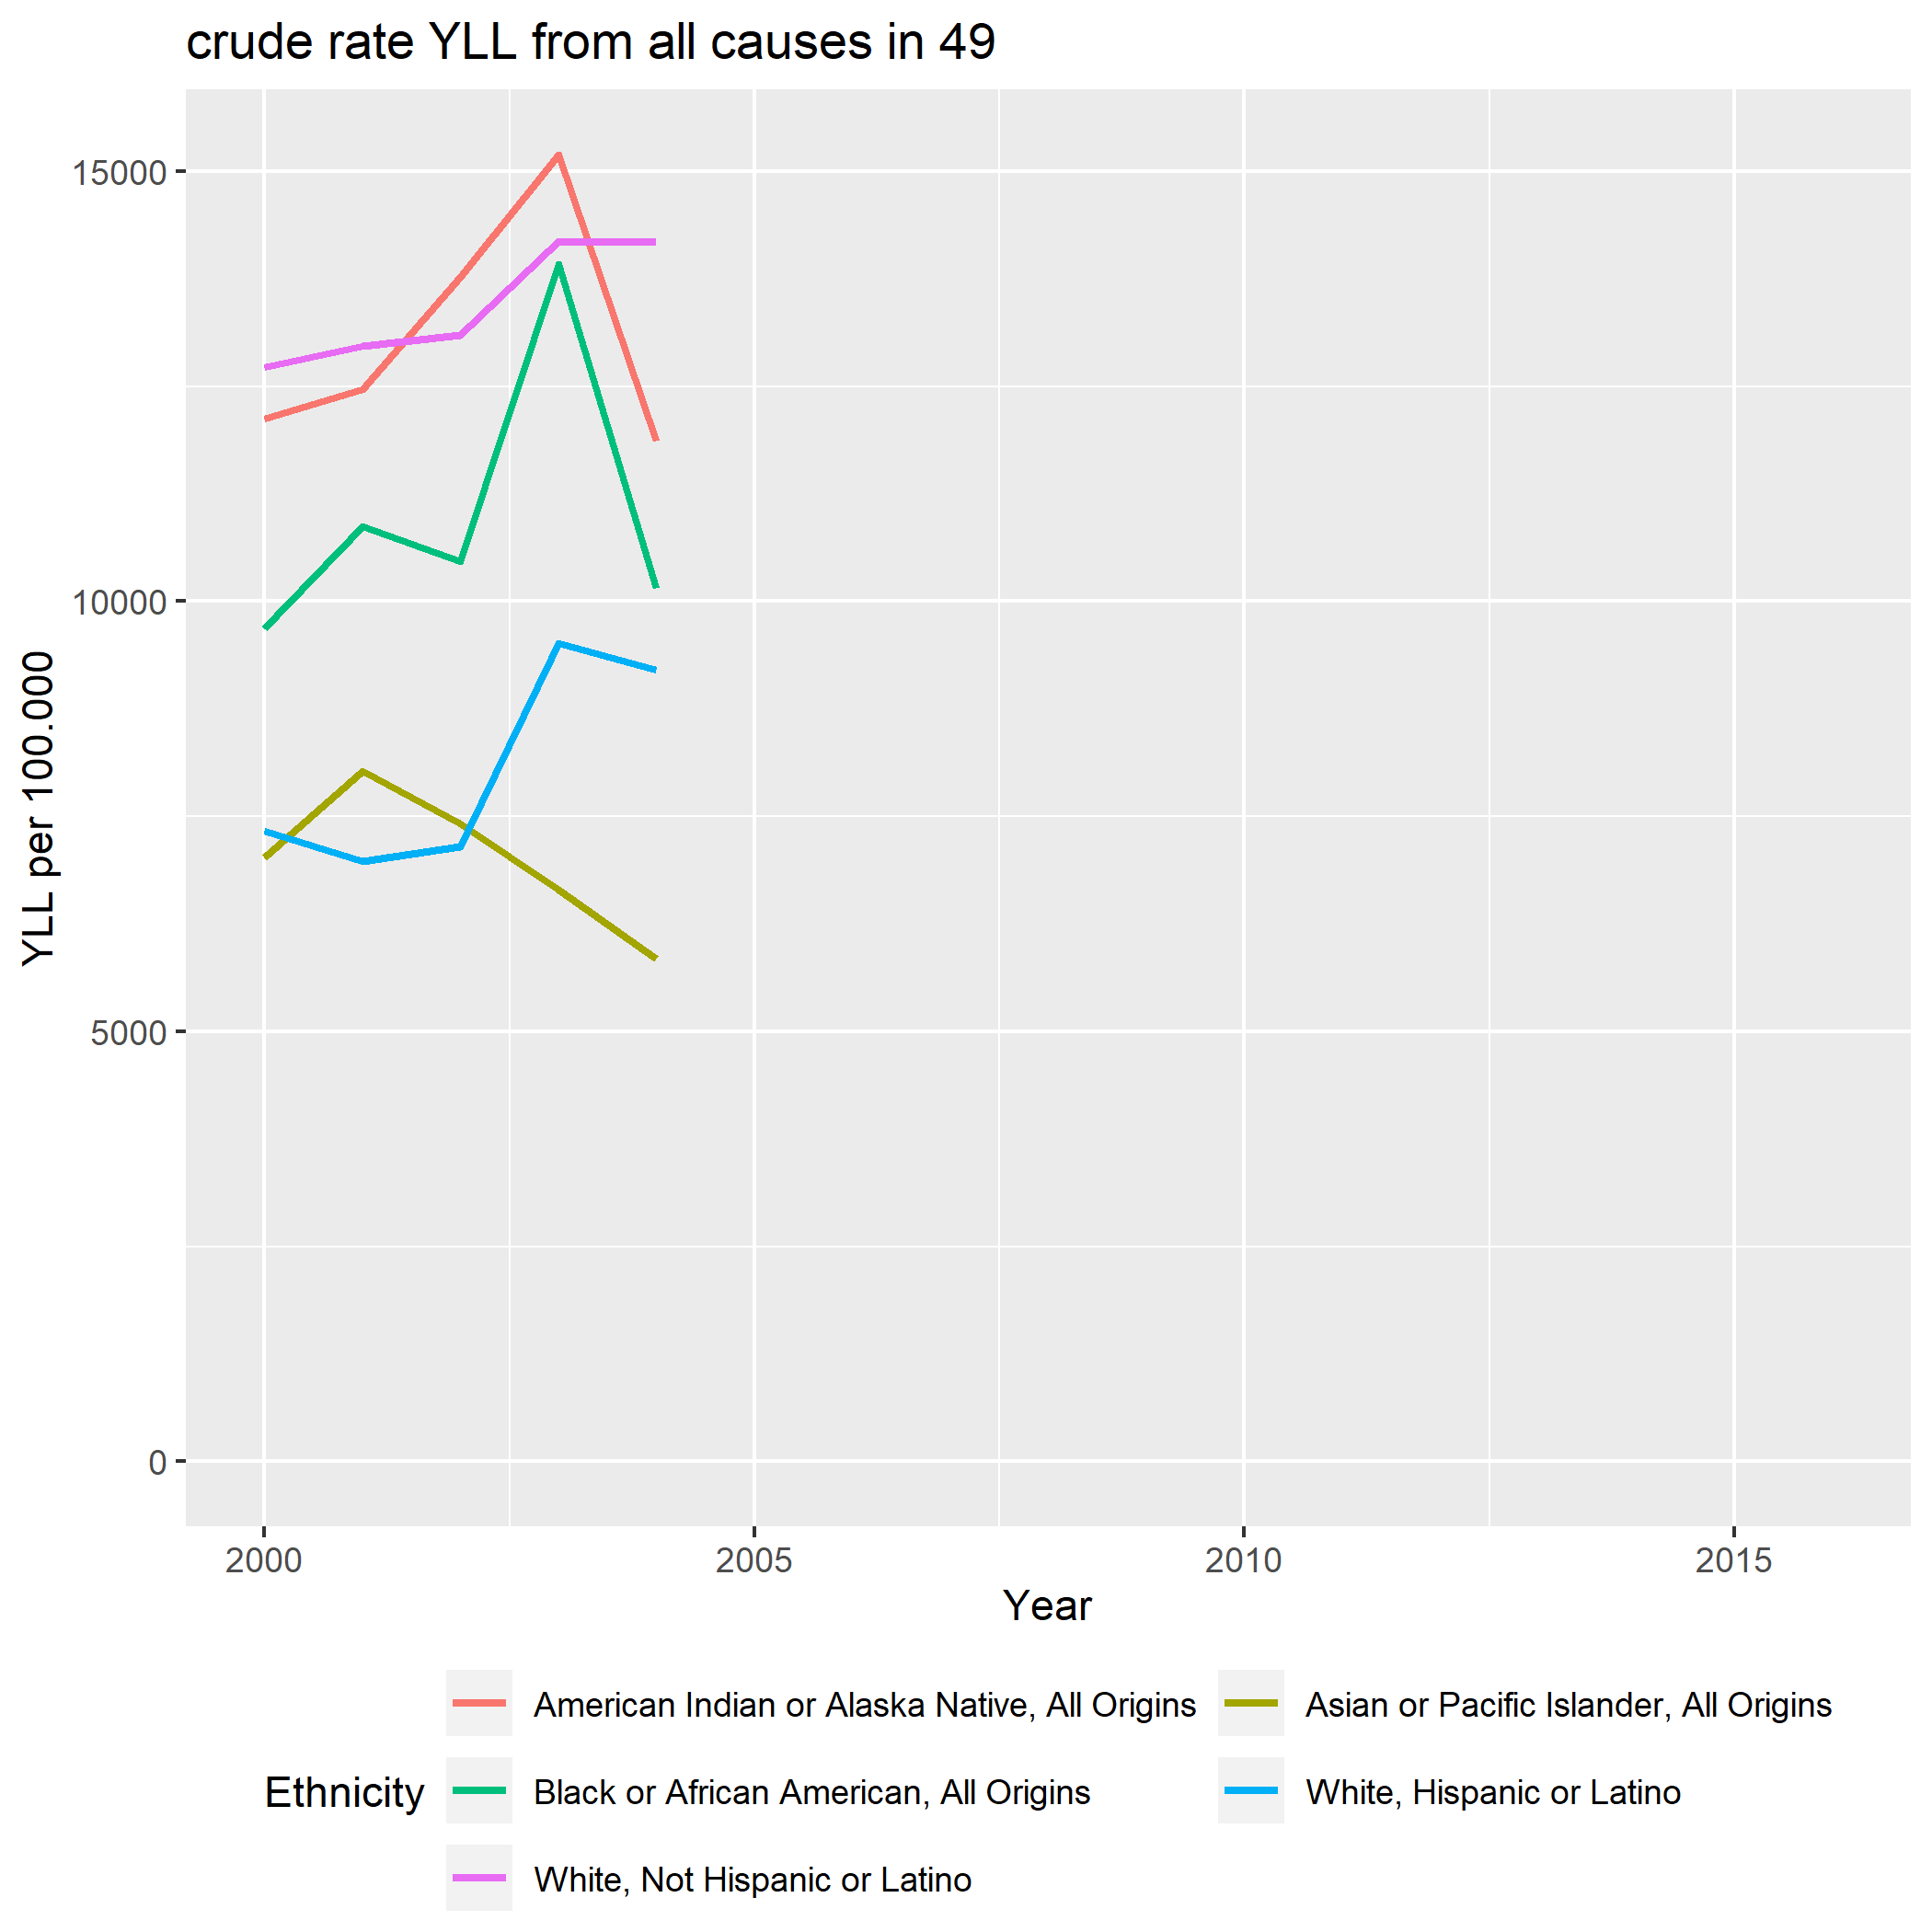 crude rate YLL from all causes in 49
YLL per 100.000
15000
10000
5000
0
2000 2005 2010 2015
Year
Ethnicity
American Indian or Alaska Native, All Origins
Asian or Pacific Islander, All Origins
Black or African American, All Origins
White, Hispanic or Latino
White, Not Hispanic or Latino